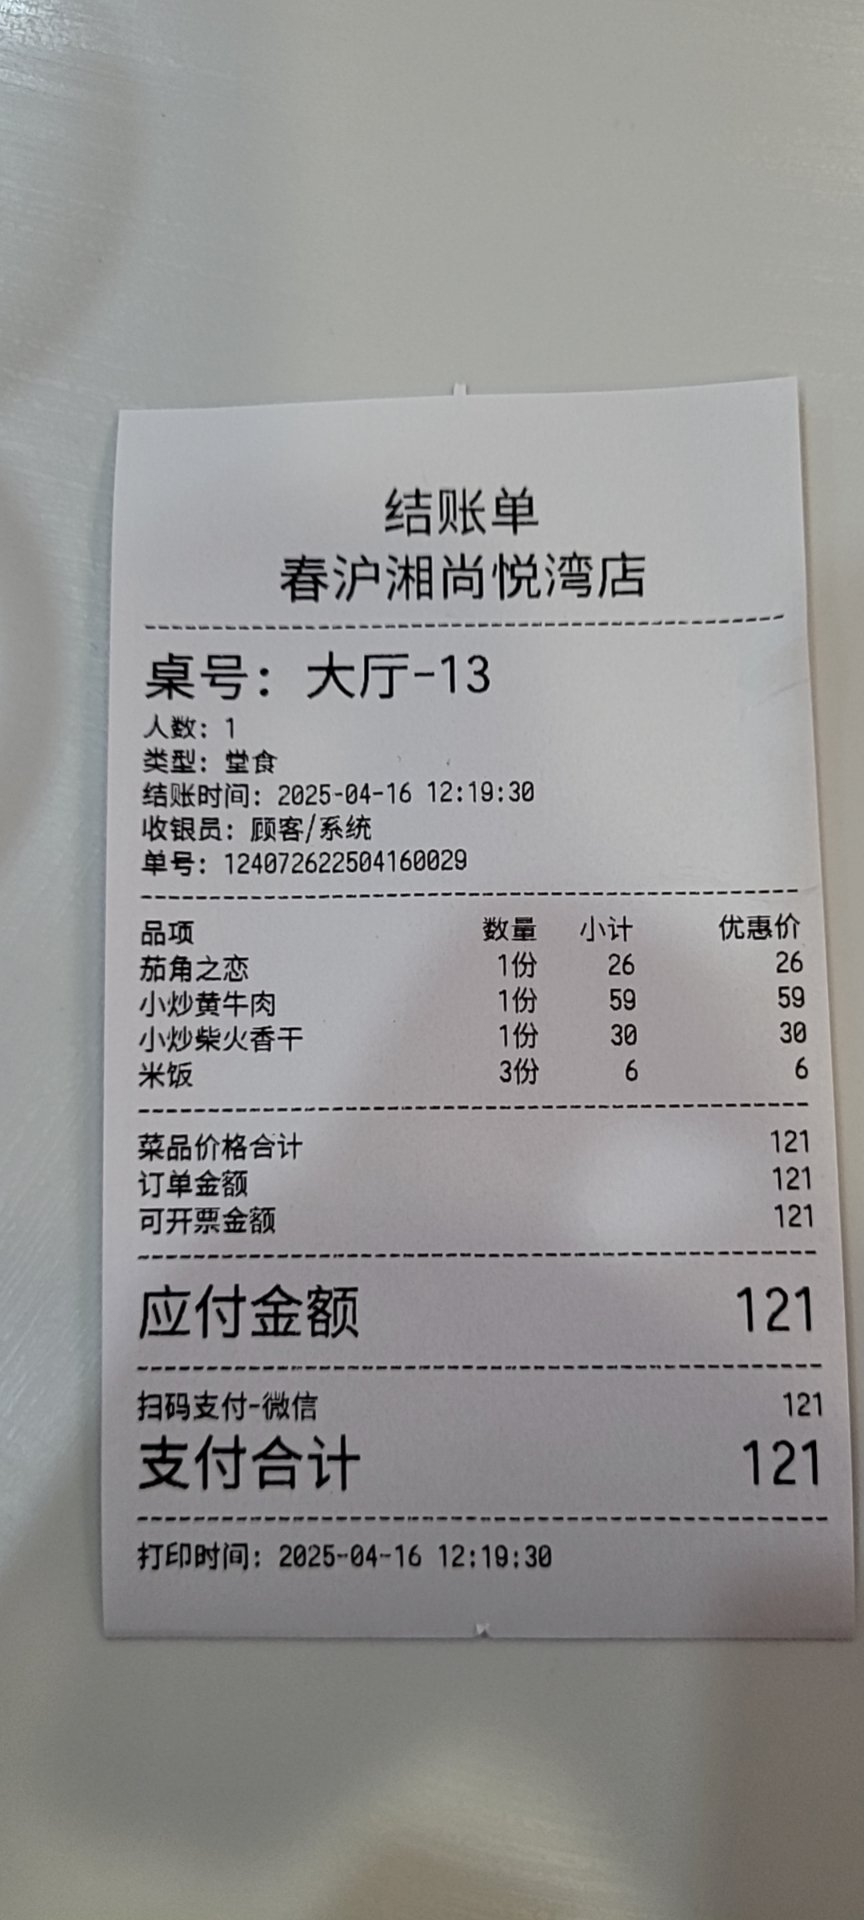 结账单
春沪湘尚悦湾店
桌号：大厅-13
人数：1
类型：堂食
结账时间：2025-04-16 12:19:30
收银员：顾客/系统
单号：124072622504160029
品项 数量 小计 优惠价
茄角之恋 1份 26 26
小炒黄牛肉 1份 59 59
小炒柴火香干 1份 30 30
米饭 3份 6 6
菜品价格合计 121
订单金额 121
可开票金额 121
应付金额 121
扫码支付-微信 121
支付合计 121
打印时间：2025-04-16 12:19:30